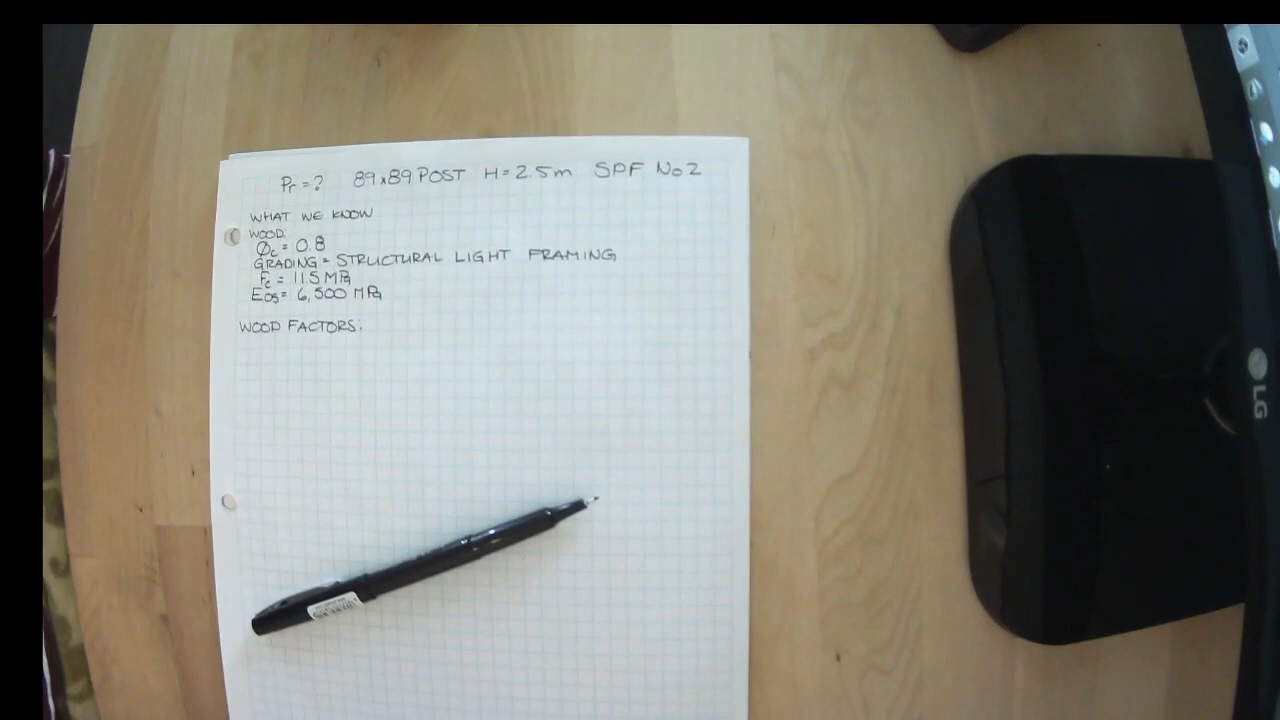 Pr = ? 89x89 POST H = 2.5m SPF No 2
WHAT WE KNOW
WOOD:
Øc = 0.8
GRADING = STRUCTURAL LIGHT FRAMING
Fc = 11.5 MPa
E05 = 6,500 MPa
WOOD FACTORS:
LG